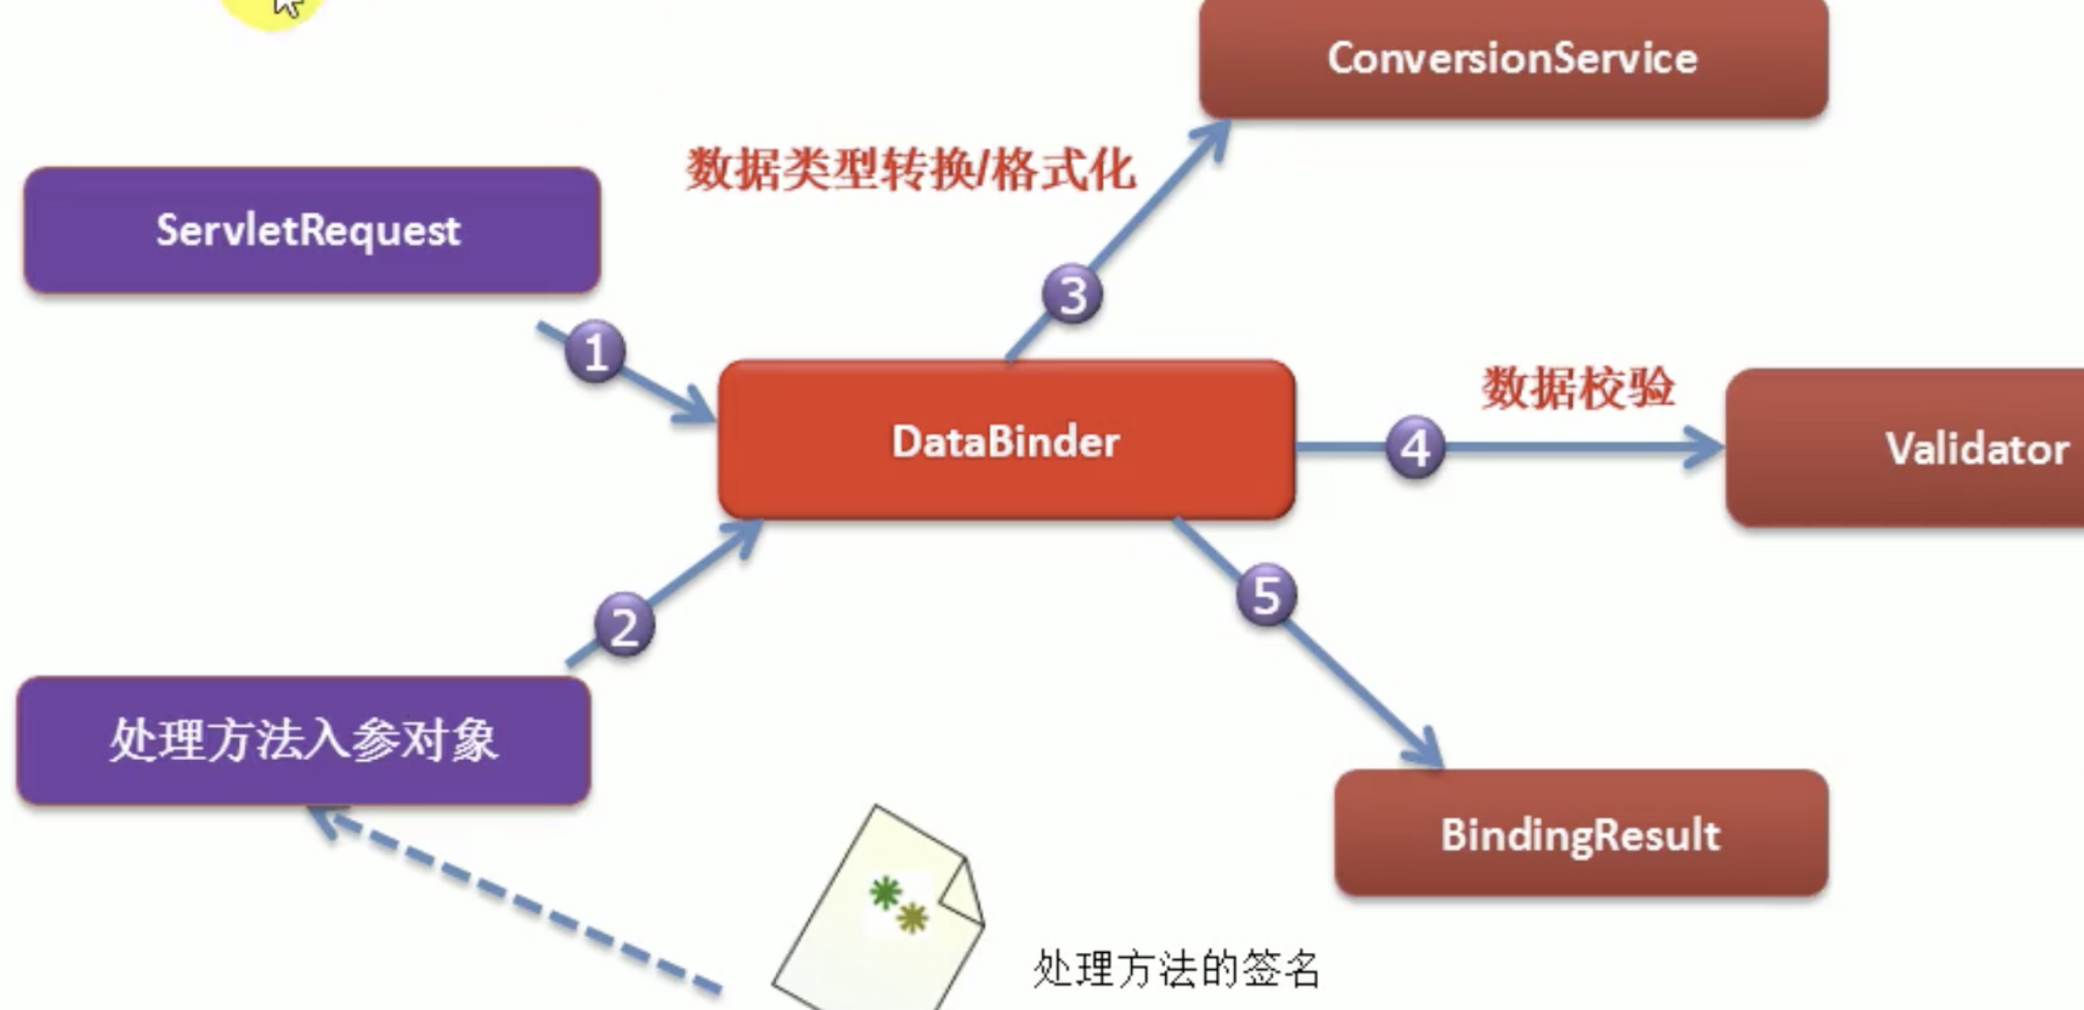 ConversionService
数据类型转换/格式化
ServletRequest
3
1
数据校验
DataBinder
4
Validator
5
2
处理方法入参对象
BindingResult
处理方法的签名